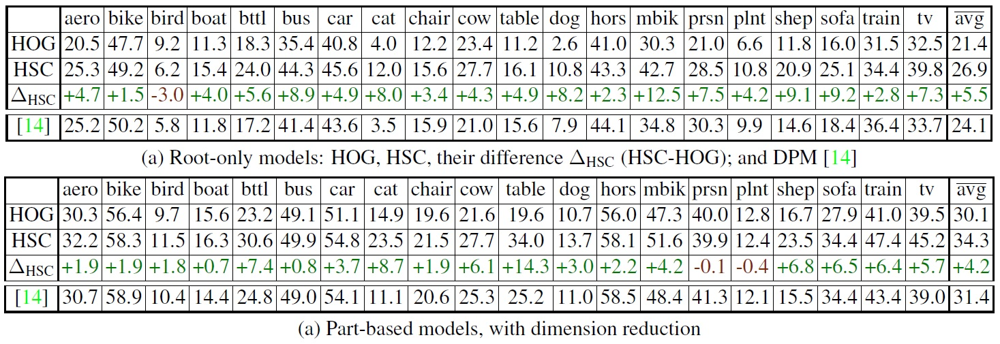 aero bike bird boat bttl bus car cat chair cow table dog hors mbik prsn plnt shep sofa train tv avg
HOG 20.5 47.7 9.2 11.3 18.3 35.4 40.8 4.0 12.2 23.4 11.2 2.6 41.0 30.3 21.0 6.6 11.8 16.0 31.5 32.5 21.4
HSC 25.3 49.2 6.2 15.4 24.0 44.3 45.6 12.0 15.6 27.7 16.1 10.8 43.3 42.7 28.5 10.8 20.9 25.1 34.4 39.8 26.9
ΔHSC +4.7 +1.5 -3.0 +4.0 +5.6 +8.9 +4.9 +8.0 +3.4 +4.3 +4.9 +8.2 +2.3 +12.5 +7.5 +4.2 +9.1 +9.2 +2.8 +7.3 +5.5
[14] 25.2 50.2 5.8 11.8 17.2 41.4 43.6 3.5 15.9 21.0 15.6 7.9 44.1 34.8 30.3 9.9 14.6 18.4 36.4 33.7 24.1
(a) Root-only models: HOG, HSC, their difference ΔHSC (HSC-HOG); and DPM [14]
aero bike bird boat bttl bus car cat chair cow table dog hors mbik prsn plnt shep sofa train tv avg
HOG 30.3 56.4 9.7 15.6 23.2 49.1 51.1 14.9 19.6 21.6 19.6 10.7 56.0 47.3 40.0 12.8 16.7 27.9 41.0 39.5 30.1
HSC 32.2 58.3 11.5 16.3 30.6 49.9 54.8 23.5 21.5 27.7 34.0 13.7 58.1 51.6 39.9 12.4 23.5 34.4 47.4 45.2 34.3
ΔHSC +1.9 +1.9 +1.8 +0.7 +7.4 +0.8 +3.7 +8.7 +1.9 +6.1 +14.3 +3.0 +2.2 +4.2 -0.1 -0.4 +6.8 +6.5 +6.4 +5.7 +4.2
[14] 30.7 58.9 10.4 14.4 24.8 49.0 54.1 11.1 20.6 25.3 25.2 11.0 58.5 48.4 41.3 12.1 15.5 34.4 43.4 39.0 31.4
(a) Part-based models, with dimension reduction